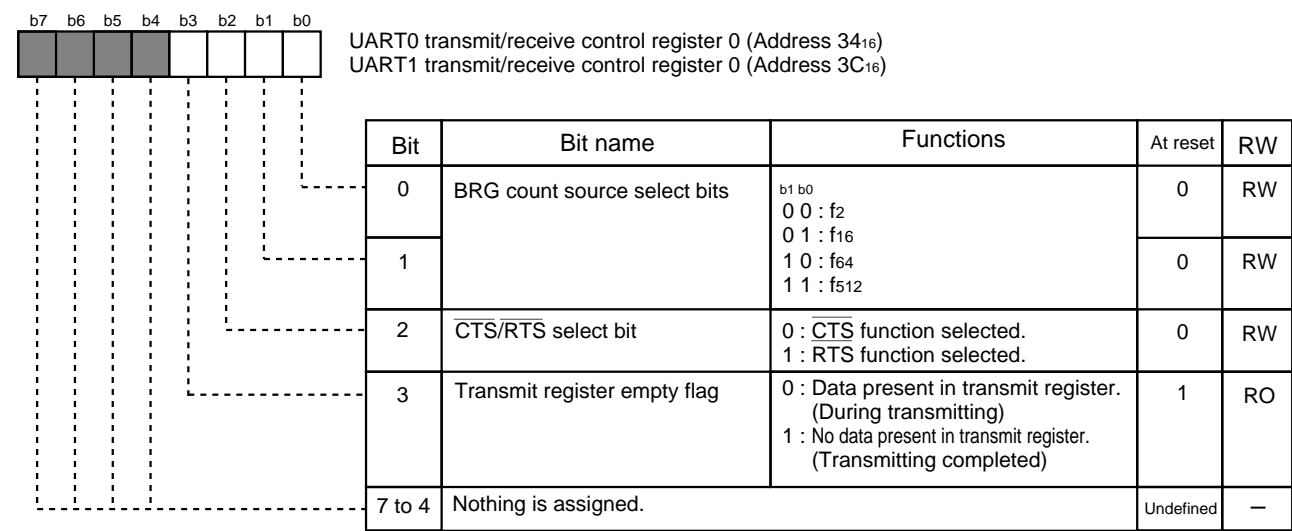 b7 b6 b5 b4 b3 b2 b1 b0
UART0 transmit/receive control register 0 (Address 34₁₆)
UART1 transmit/receive control register 0 (Address 3C₁₆)
Bit Bit name Functions At reset RW
0 BRG count source select bits b1 b0 0 RW
0 0 : f₂
0 1 : f₁₆
1 1 0 : f₆₄ 0 RW
1 1 : f₅₁₂
2 C̅T̅S̅/R̅T̅S̅ select bit 0 : C̅T̅S̅ function selected. 0 RW
1 : R̅T̅S̅ function selected.
3 Transmit register empty flag 0 : Data present in transmit register. 1 RO
(During transmitting)
1 : No data present in transmit register.
(Transmitting completed)
7 to 4 Nothing is assigned. Undefined –